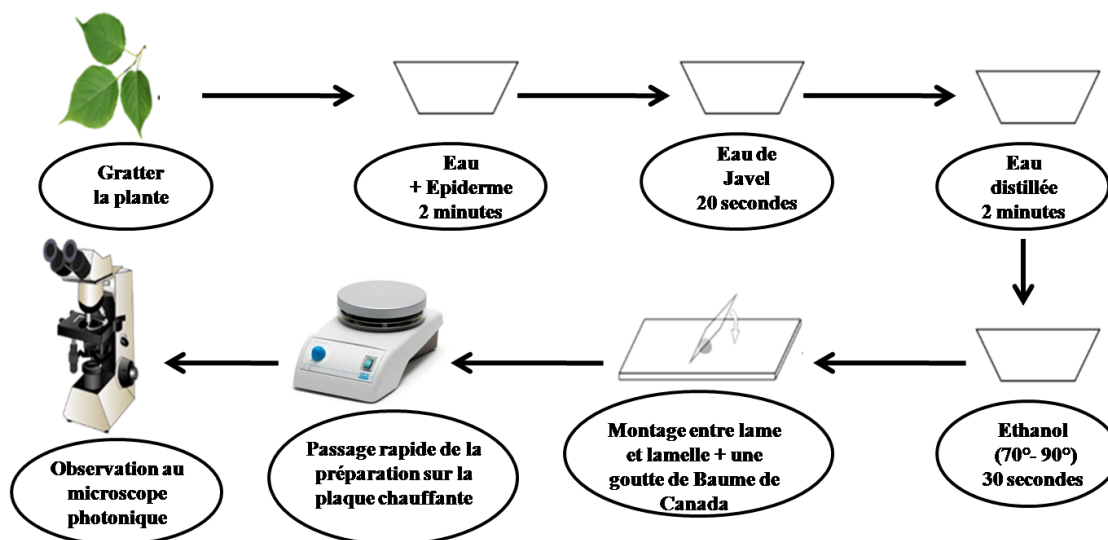 Gratter
la plante
Eau
+ Epiderme
2 minutes
Eau de
Javel
20 secondes
Eau
distillée
2 minutes
Ethanol
(70°- 90°)
30 secondes
Montage entre lame
et lamelle + une
goutte de Baume de
Canada
Passage rapide de la
préparation sur la
plaque chauffante
Observation au
microscope
photonique